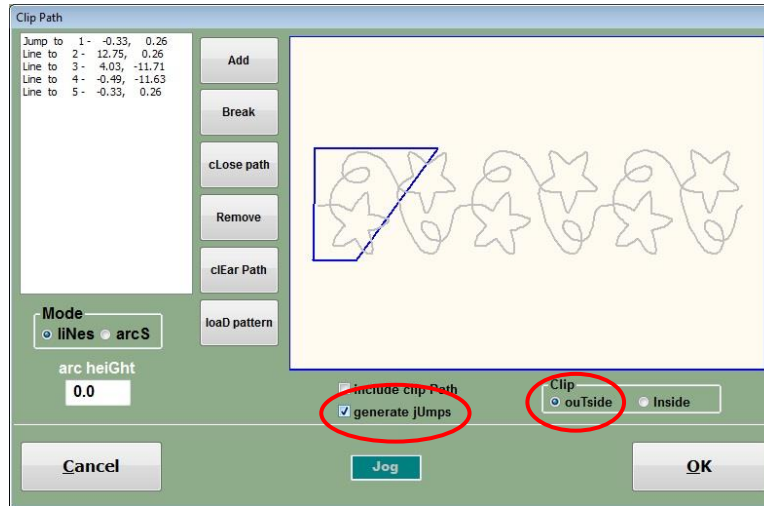 Clip Path
Jump to 1 - -0.33, 0.26
Line to 2 - 12.75, 0.26
Line to 3 - 4.03, -11.71
Line to 4 - -0.49, -11.63
Line to 5 - -0.33, 0.26
Add
Break
cLose path
Remove
clEar Path
loaD pattern
Mode
liNes arcS
arc heiGht
0.0
include clip Path
generate jUmps
Clip
ouTside Inside
Cancel
Jog
OK